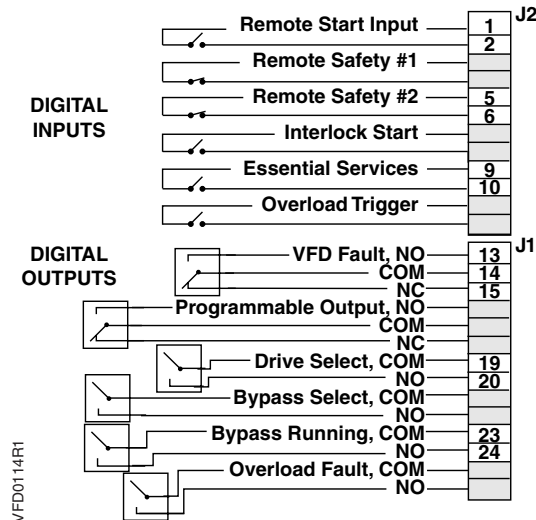 J2
Remote Start Input 1
2
Remote Safety #1
Remote Safety #2 5
6
DIGITAL
INPUTS
Interlock Start
Essential Services 9
10
Overload Trigger
J1
DIGITAL
OUTPUTS
VFD Fault, NO 13
COM 14
NC 15
Programmable Output, NO
COM
NC
Drive Select, COM 19
NO 20
Bypass Select, COM
NO
Bypass Running, COM 23
NO 24
Overload Fault, COM
NO
VFD0114R1